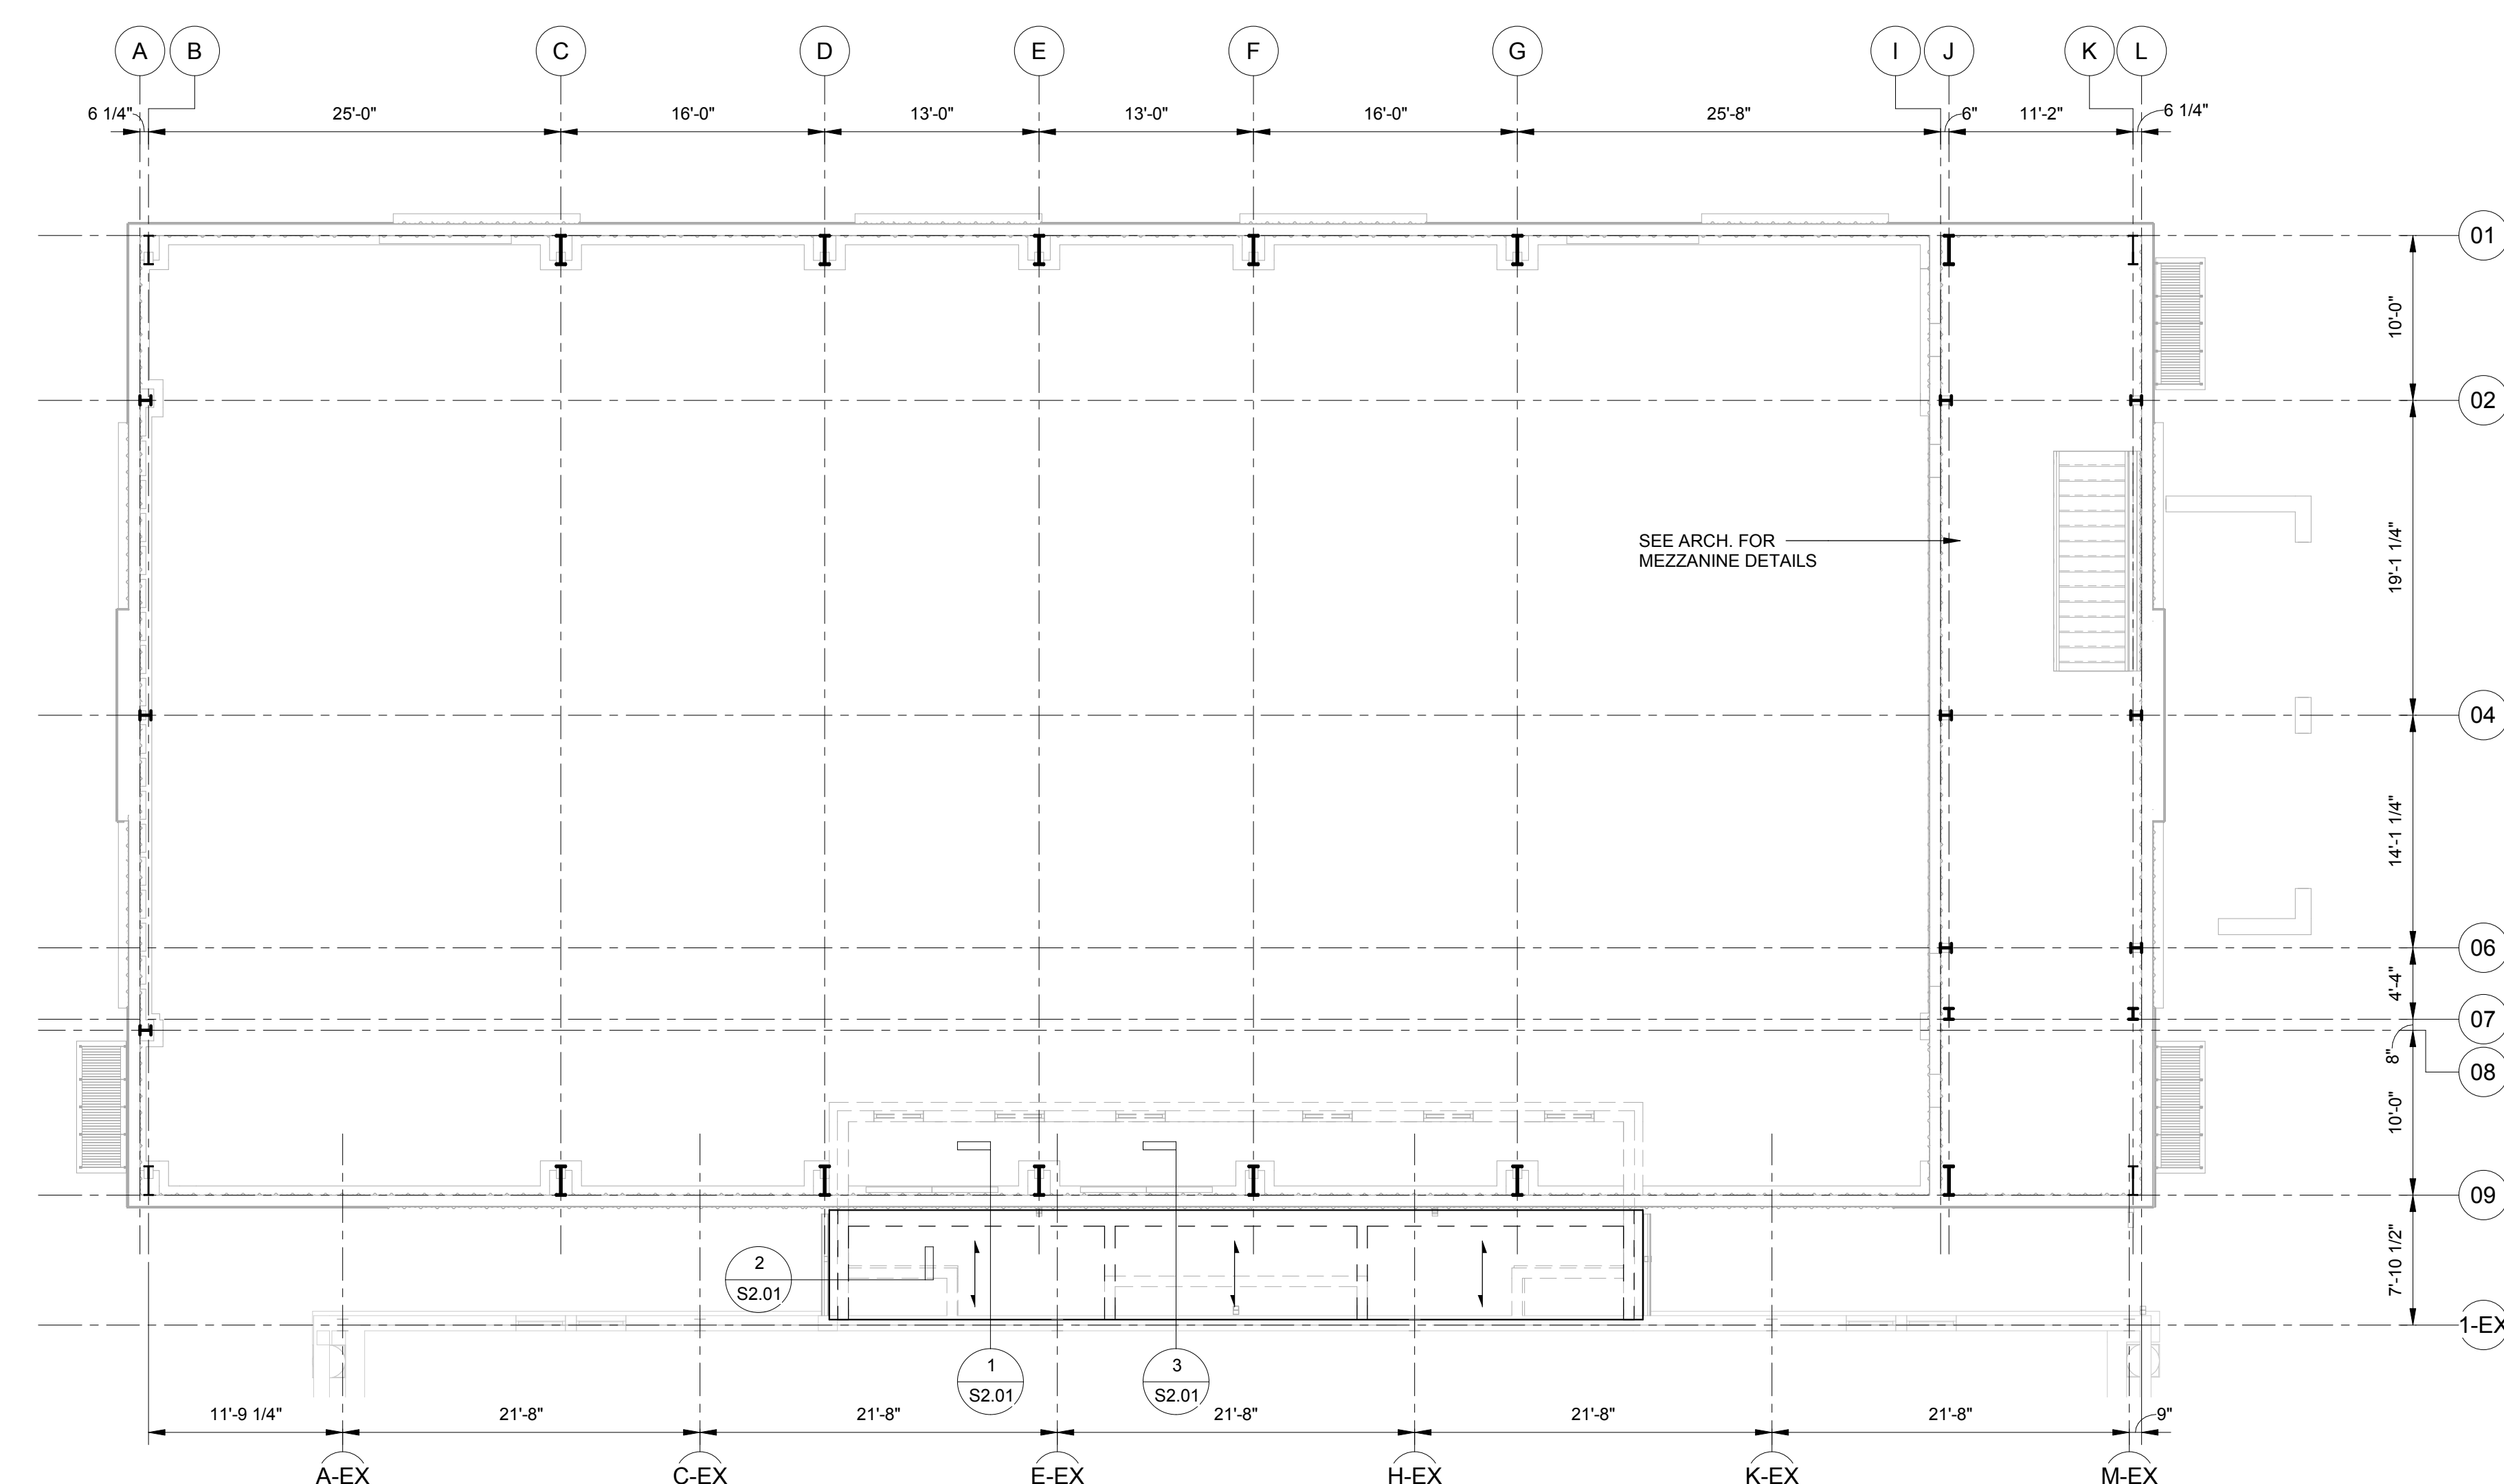 A B C D E F G I J K L
6 1/4" 25'-0" 16'-0" 13'-0" 13'-0" 16'-0" 25'-8" 6" 11'-2" 6 1/4"
01
10'-0"
02
19'-1 1/4"
SEE ARCH. FOR
MEZZANINE DETAILS
04
14'-1 1/4"
06
4'-4"
07
8"
08
10'-0"
09
7'-10 1/2"
2
S2.01
1-EX
1
S2.01
3
S2.01
11'-9 1/4" 21'-8" 21'-8" 21'-8" 21'-8" 21'-8" 9"
A-EX C-EX E-EX H-EX K-EX M-EX